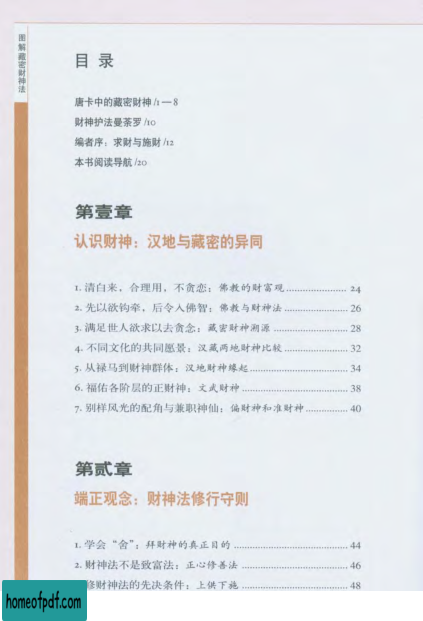 图解藏密财神法
目 录
唐卡中的藏密财神 /1—8
财神护法曼荼罗 /10
编者序：求财与施财 /12
本书阅读导航 /20
第壹章
认识财神：汉地与藏密的异同
1. 清白来，合理用，不贪恋：佛教的财富观 ...................... 24
2. 先以欲钩牵，后令入佛智：佛教与财神法 ...................... 26
3. 满足世人欲求以去贪念：藏密财神溯源 ...................... 28
4. 不同文化的共同愿景：汉藏两地财神比较 ...................... 32
5. 从禄马到财神群体：汉地财神缘起 ...................... 34
6. 福佑各阶层的正财神：文武财神 ...................... 38
7. 别样风光的配角与兼职神仙：偏财神和准财神 ...................... 40
第贰章
端正观念：财神法修行守则
1. 学会“舍”：拜财神的真正目的 ...................... 44
2. 财神法不是致富法：正心修善法 ...................... 46
修财神法的先决条件：上供下施 ...................... 48
homeofpdf.com